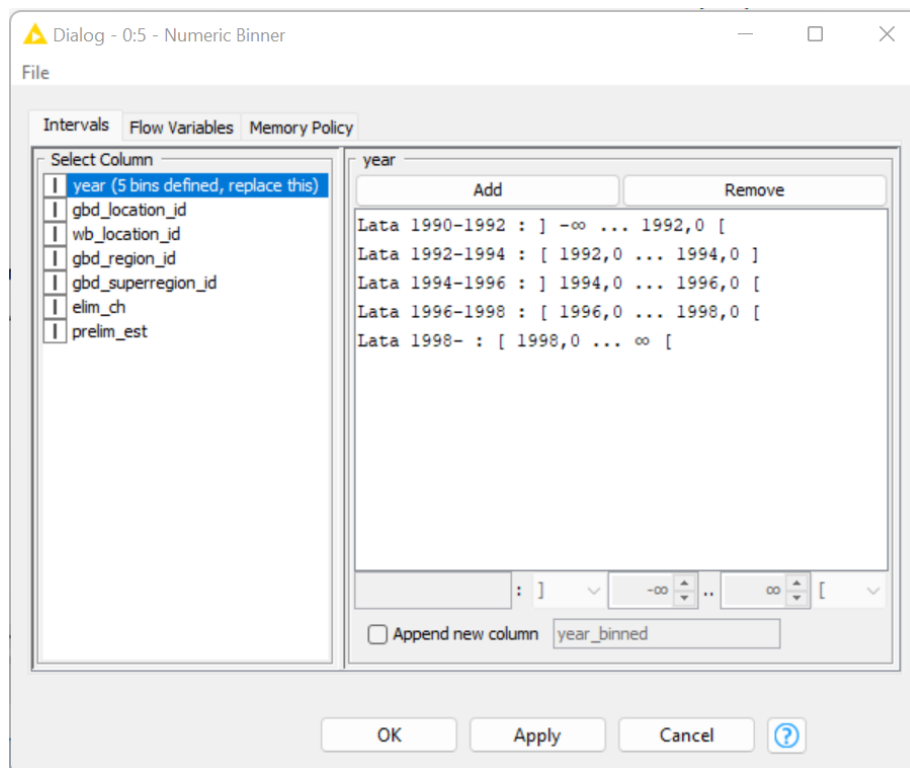 Dialog - 0:5 - Numeric Binner
File
Intervals Flow Variables Memory Policy
Select Column
I year (5 bins defined, replace this)
I gbd_location_id
I wb_location_id
I gbd_region_id
I gbd_superregion_id
I elim_ch
I prelim_est
year
Add Remove
Lata 1990-1992 : ] -∞ ... 1992,0 [
Lata 1992-1994 : [ 1992,0 ... 1994,0 ]
Lata 1994-1996 : ] 1994,0 ... 1996,0 [
Lata 1996-1998 : [ 1996,0 ... 1998,0 [
Lata 1998- : [ 1998,0 ... ∞ [
: ] -∞ .. ∞ [
Append new column year_binned
OK Apply Cancel ?